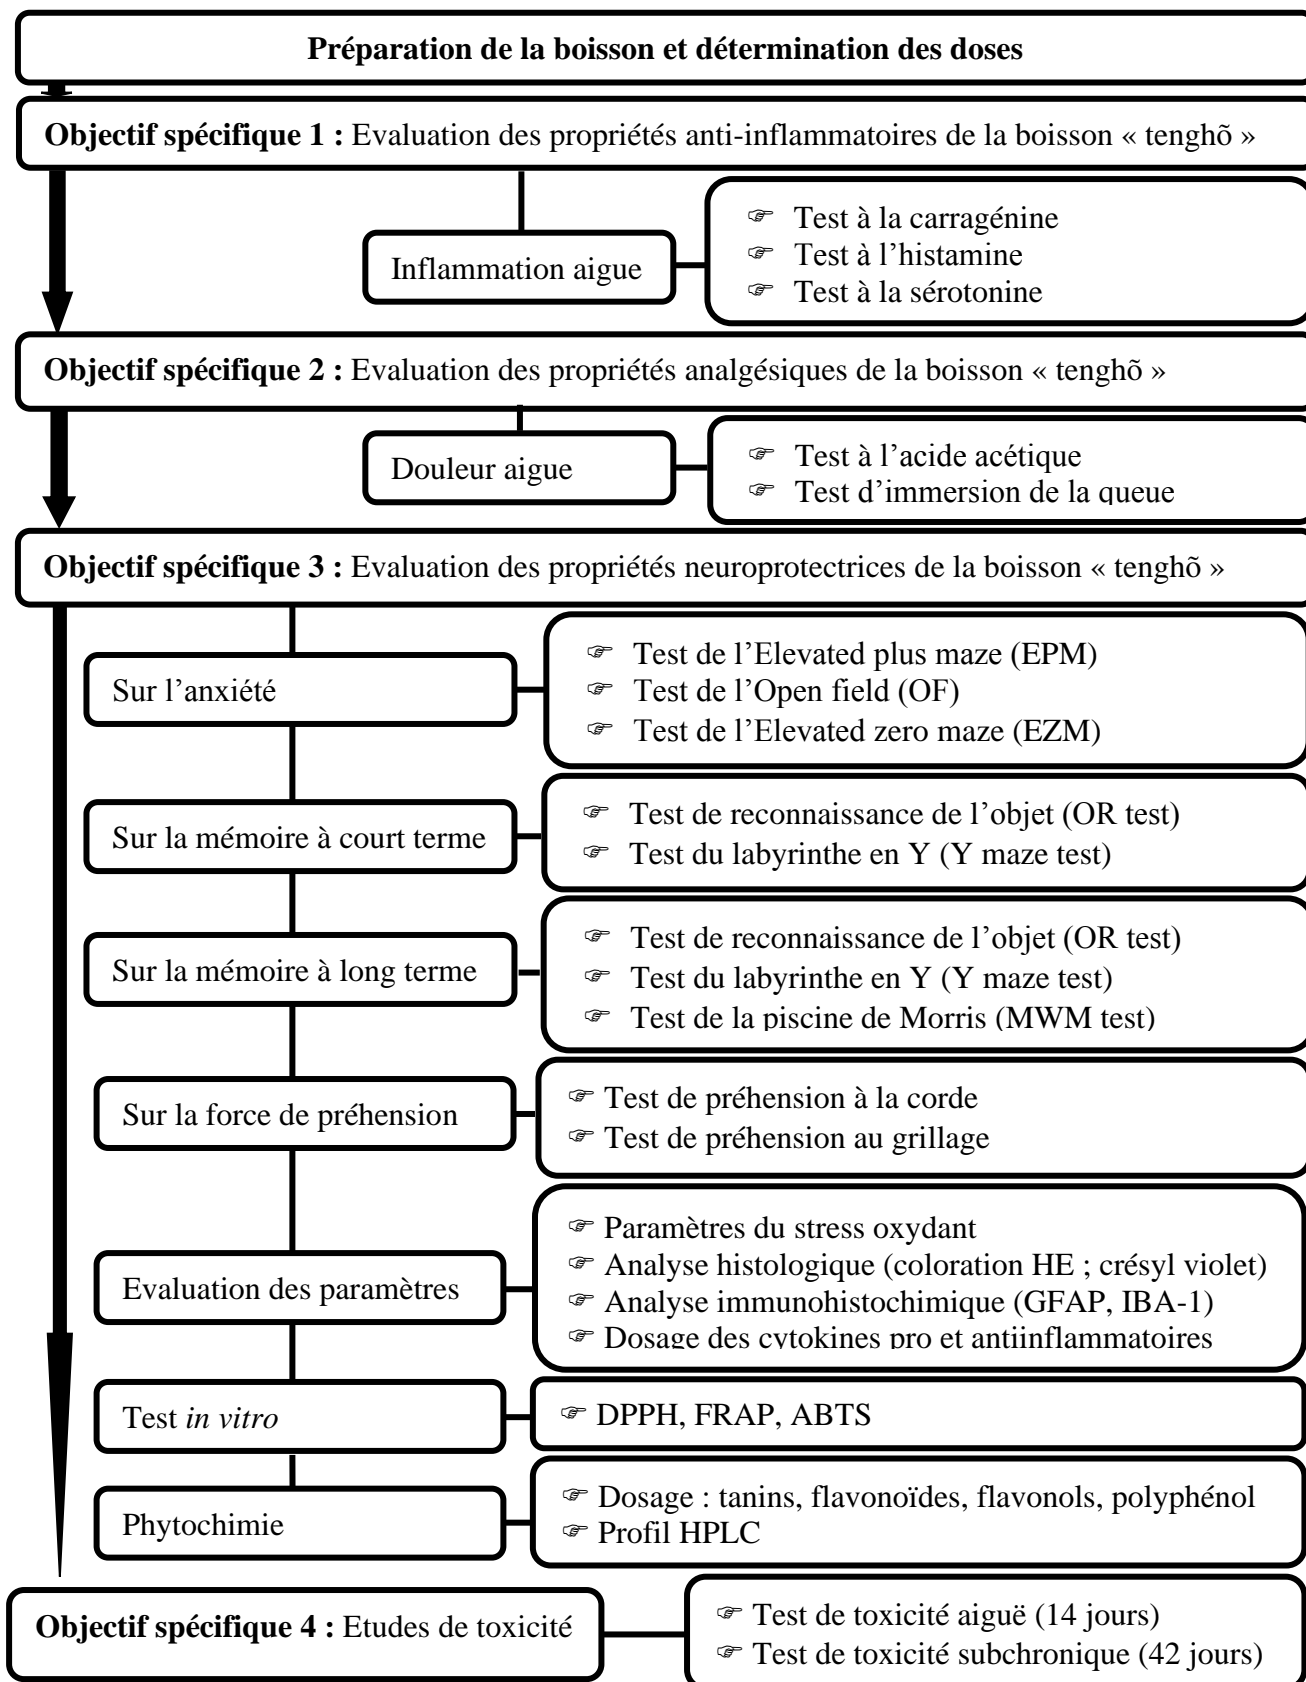 Préparation de la boisson et détermination des doses
Objectif spécifique 1 : Evaluation des propriétés anti-inflammatoires de la boisson « tenghõ »
Inflammation aigue
☞ Test à la carragénine
☞ Test à l’histamine
☞ Test à la sérotonine
Objectif spécifique 2 : Evaluation des propriétés analgésiques de la boisson « tenghõ »
Douleur aigue
☞ Test à l’acide acétique
☞ Test d’immersion de la queue
Objectif spécifique 3 : Evaluation des propriétés neuroprotectrices de la boisson « tenghõ »
Sur l’anxiété
☞ Test de l’Elevated plus maze (EPM)
☞ Test de l’Open field (OF)
☞ Test de l’Elevated zero maze (EZM)
Sur la mémoire à court terme
☞ Test de reconnaissance de l’objet (OR test)
☞ Test du labyrinthe en Y (Y maze test)
Sur la mémoire à long terme
☞ Test de reconnaissance de l’objet (OR test)
☞ Test du labyrinthe en Y (Y maze test)
☞ Test de la piscine de Morris (MWM test)
Sur la force de préhension
☞ Test de préhension à la corde
☞ Test de préhension au grillage
Evaluation des paramètres
☞ Paramètres du stress oxydant
☞ Analyse histologique (coloration HE ; crésyl violet)
☞ Analyse immunohistochimique (GFAP, IBA-1)
☞ Dosage des cytokines pro et antiinflammatoires
Test in vitro
☞ DPPH, FRAP, ABTS
Phytochimie
☞ Dosage : tanins, flavonoïdes, flavonols, polyphénol
☞ Profil HPLC
Objectif spécifique 4 : Etudes de toxicité
☞ Test de toxicité aiguë (14 jours)
☞ Test de toxicité subchronique (42 jours)